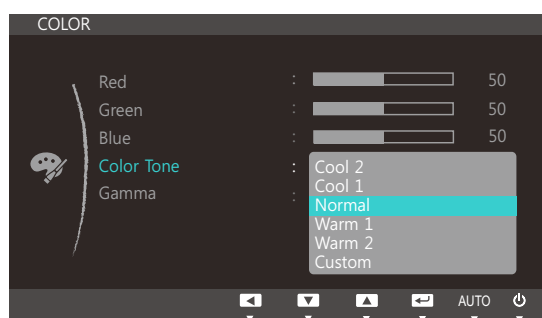 COLOR
Red : 50
Green : 50
Blue : 50
Color Tone :
Cool 2
Cool 1
Normal
Warm 1
Warm 2
Custom
Gamma :
AUTO